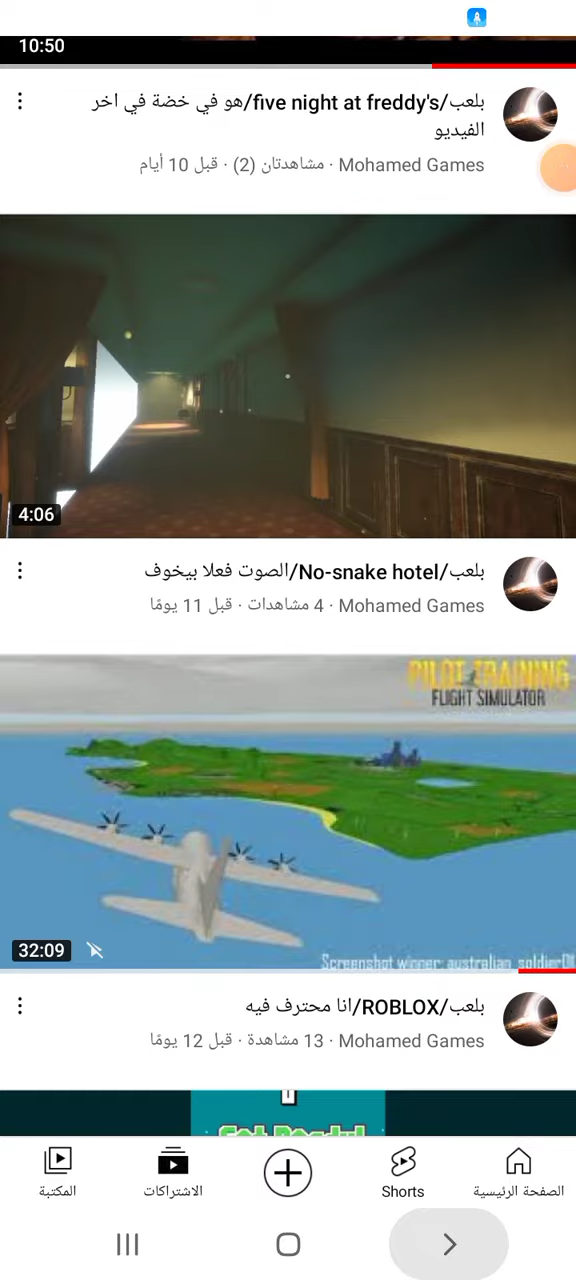 10:50
بلعب/five night at freddy's/هو في خضة في اخر
الفيديو
Mohamed Games · مشاهدتان (2) · قبل 10 أيام
4:06
بلعب/No-snake hotel/الصوت فعلا بيخوف
Mohamed Games · 4 مشاهدات · قبل 11 يومًا
PILOT TRAINING
FLIGHT SIMULATOR
32:09
Screenshot winner: australian_soldier01
بلعب/ROBLOX/انا محترف فيه
Mohamed Games · 13 مشاهدة · قبل 12 يومًا
Get Ready!
الصفحة الرئيسية
Shorts
الاشتراكات
المكتبة